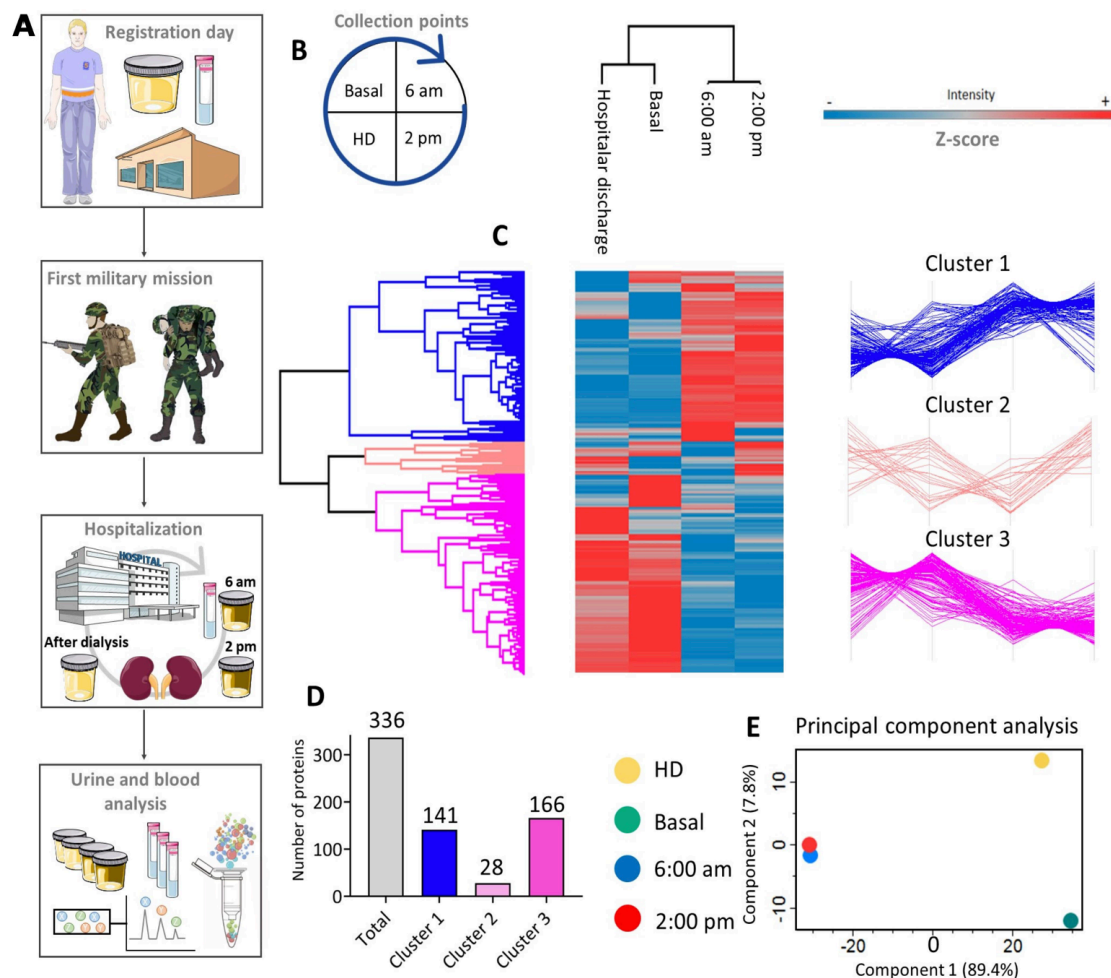 A
Registration day
First military mission
Hospitalization
HOSPITAL
6 am
After dialysis
2 pm
Urine and blood
analysis
B
Collection points
Basal
6 am
HD
2 pm
Hospitalar discharge
Basal
6:00 am
2:00 pm
- Intensity +
Z-score
C
Cluster 1
Cluster 2
Cluster 3
D
Number of proteins
300
200
100
0
336
141
28
166
Total
Cluster 1
Cluster 2
Cluster 3
HD
Basal
6:00 am
2:00 pm
E
Principal component analysis
Component 2 (7.8%)
10
0
-10
-20 0 20
Component 1 (89.4%)